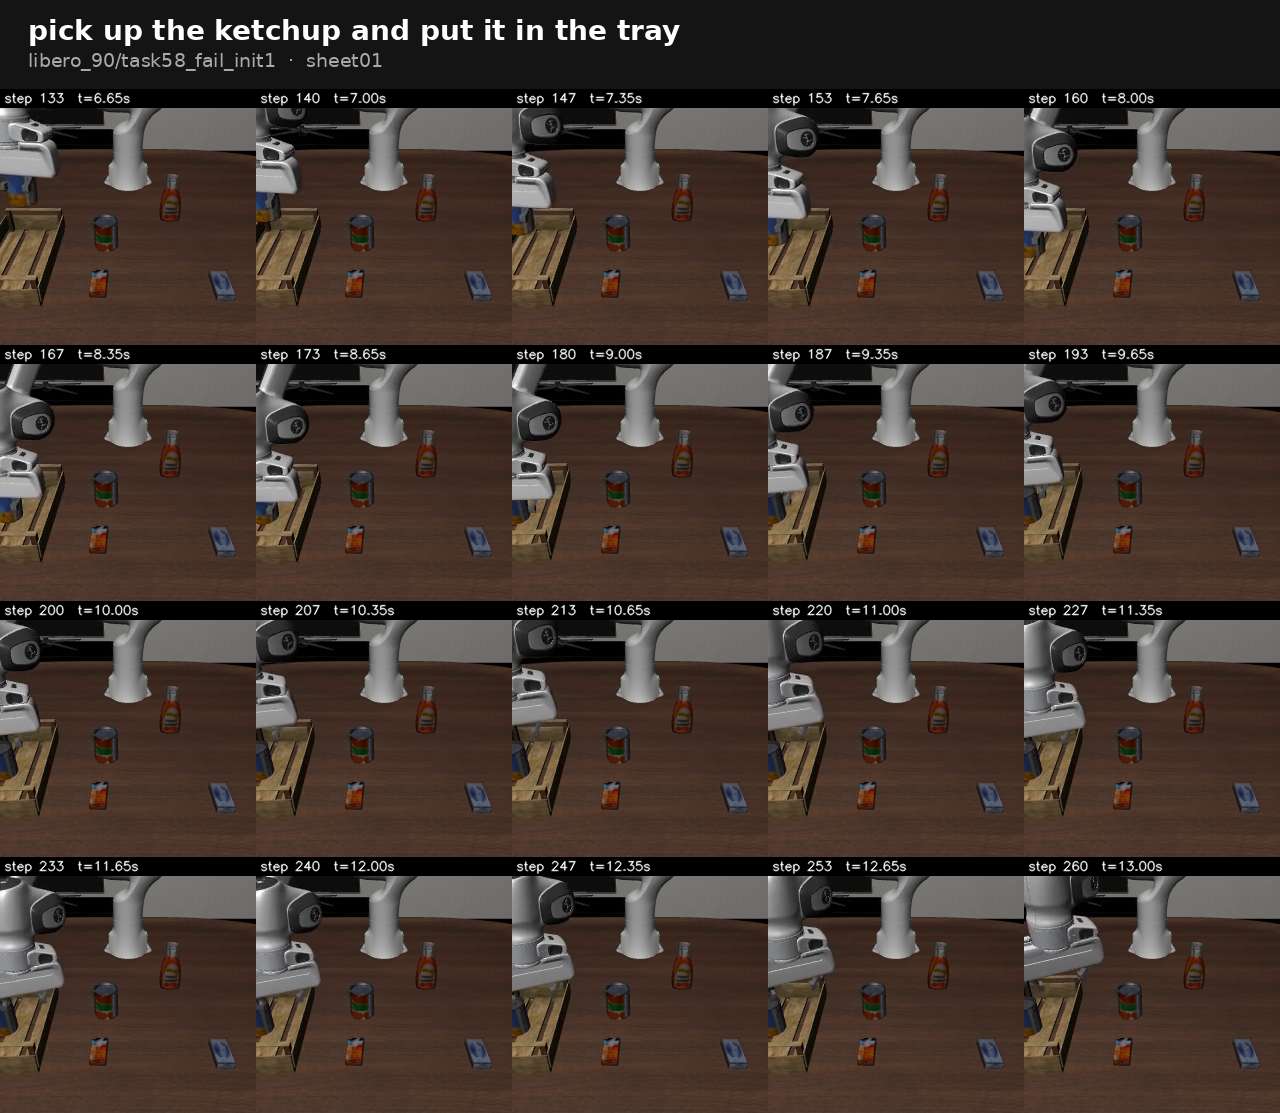 pick up the ketchup and put it in the tray
libero_90/task58_fail_init1 · sheet01
step 133 t=6.65s
step 140 t=7.00s
step 147 t=7.35s
step 153 t=7.65s
step 160 t=8.00s
step 167 t=8.35s
step 173 t=8.65s
step 180 t=9.00s
step 187 t=9.35s
step 193 t=9.65s
step 200 t=10.00s
step 207 t=10.35s
step 213 t=10.65s
step 220 t=11.00s
step 227 t=11.35s
step 233 t=11.65s
step 240 t=12.00s
step 247 t=12.35s
step 253 t=12.65s
step 260 t=13.00s